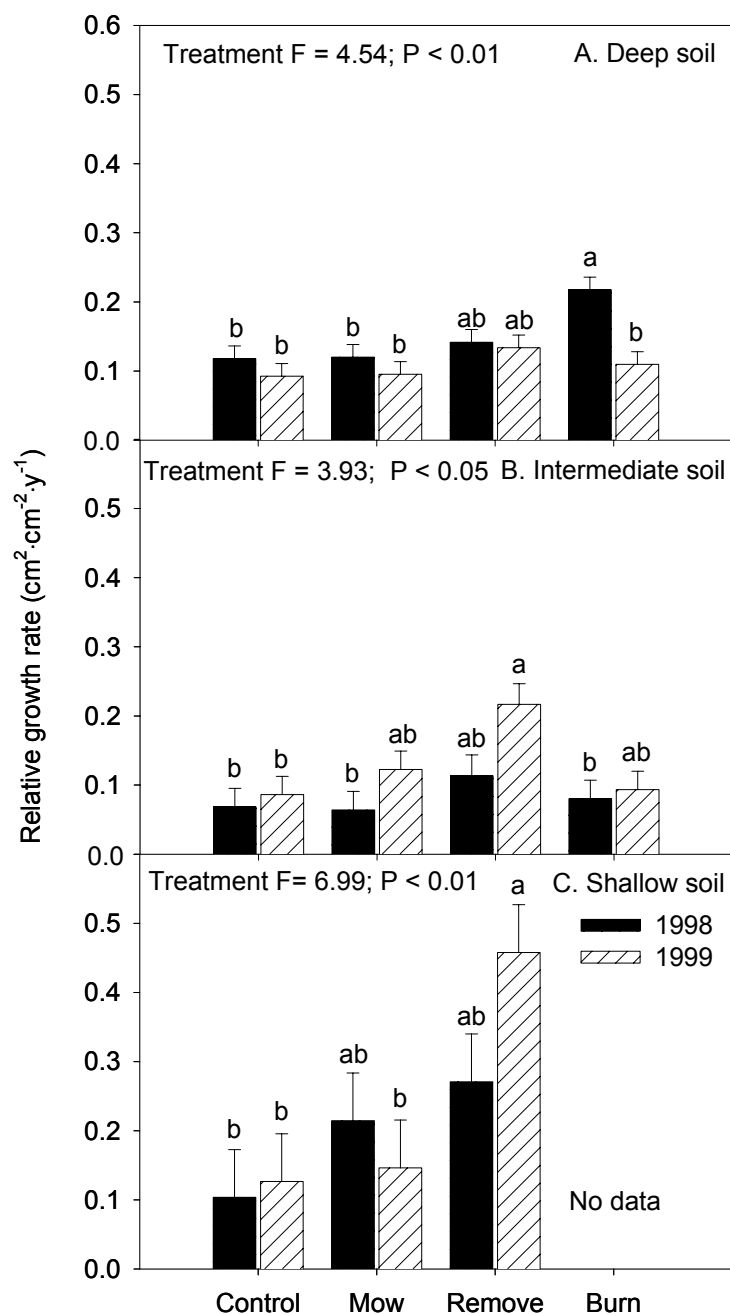 Relative growth rate (cm²·cm⁻²·y⁻¹)
0.6
Treatment F = 4.54; P < 0.01 A. Deep soil
0.5
0.4
0.3
0.2
0.1
0.0
b b b b ab ab a b
Treatment F = 3.93; P < 0.05 B. Intermediate soil
0.5
0.4
0.3
0.2
0.1
0.0
b b b ab ab a b ab
Treatment F= 6.99; P < 0.01 C. Shallow soil
1998
1999
0.5
0.4
0.3
0.2
0.1
0.0
b b ab b ab a
No data
Control Mow Remove Burn